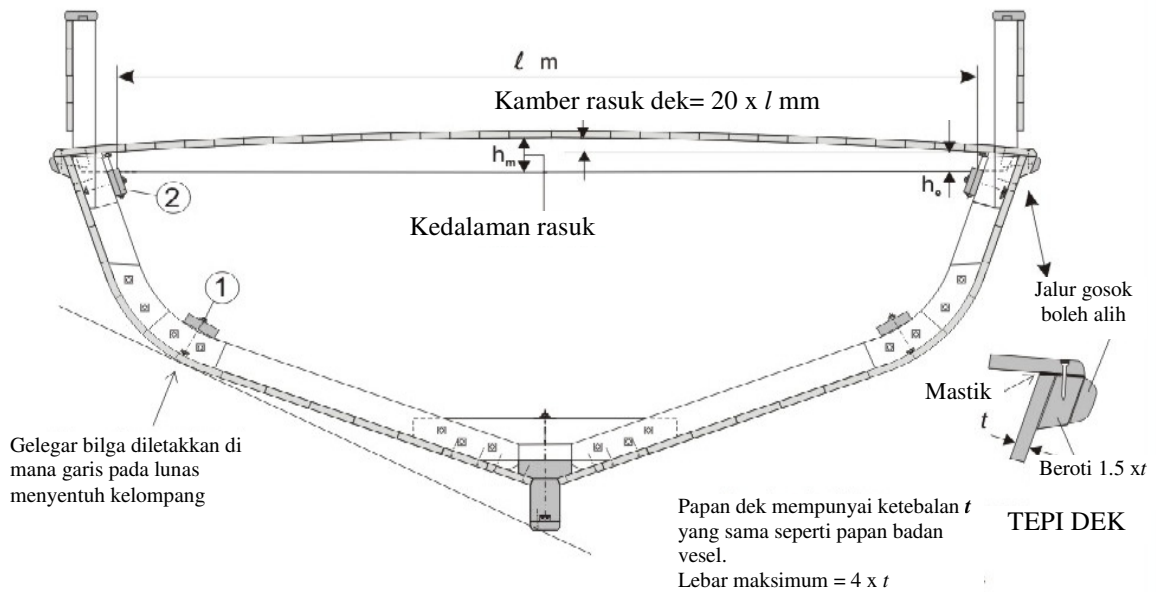 ℓ m
Kamber rasuk dek= 20 x l mm
hm
he
2
Kedalaman rasuk
1
Jalur gosok
boleh alih
Mastik
t
Beroti 1.5 xt
Gelegar bilga diletakkan di
mana garis pada lunas
menyentuh kelompang
Papan dek mempunyai ketebalan t
yang sama seperti papan badan
vesel.
Lebar maksimum = 4 x t
TEPI DEK